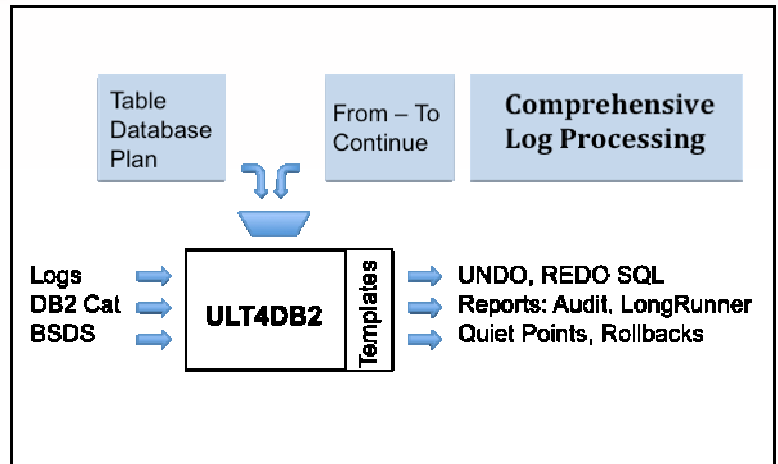 Table
Database
Plan
From – To
Continue
Comprehensive
Log Processing
Logs
DB2 Cat
BSDS
ULT4DB2
Templates
UNDO, REDO SQL
Reports: Audit, LongRunner
Quiet Points, Rollbacks